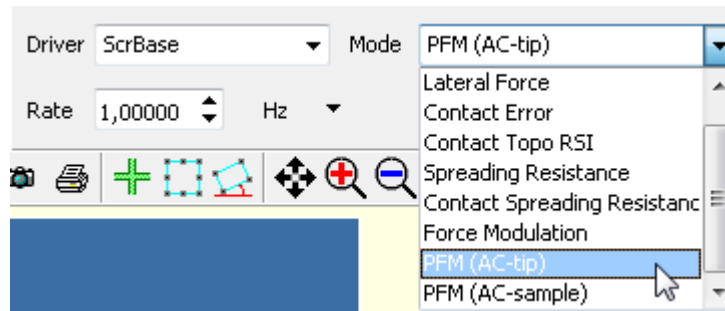 Driver ScrBase Mode PFM (AC-tip)
Rate 1,00000 Hz
Lateral Force
Contact Error
Contact Topo RSI
Spreading Resistance
Contact Spreading Resistanc
Force Modulation
PFM (AC-tip)
PFM (AC-sample)